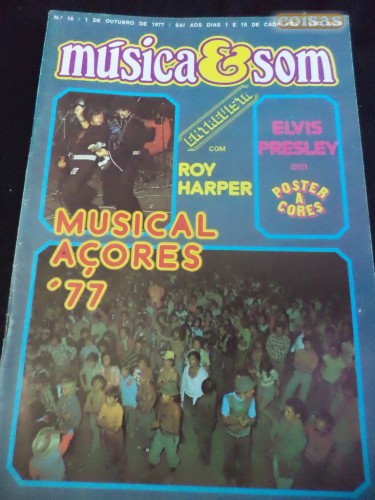 coisas
N.º 16 / 1 DE OUTUBRO DE 1977 / SAI AOS DIAS 1 E 15 DE CADA
música & som
ENTREVISTA
com
ROY
HARPER
ELVIS
PRESLEY
em
POSTER
A
CORES
MUSICAL
AÇORES
'77